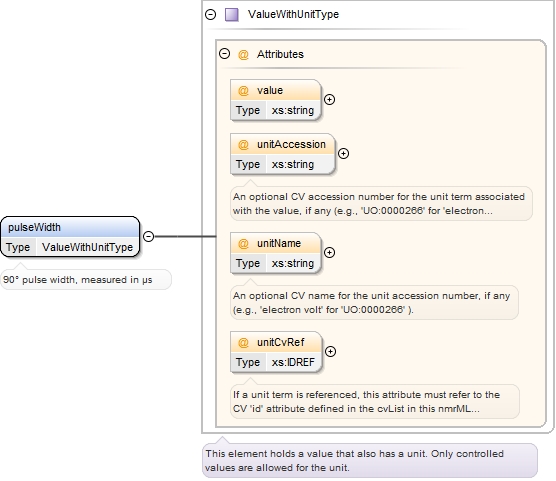 ValueWithUnitType
@ Attributes
@ value
Type xs:string
@ unitAccession
Type xs:string
An optional CV accession number for the unit term associated
with the value, if any (e.g., 'UO:0000266' for 'electron...
pulseWidth
Type ValueWithUnitType
90° pulse width, measured in µs
@ unitName
Type xs:string
An optional CV name for the unit accession number, if any
(e.g., 'electron volt' for 'UO:0000266' ).
@ unitCvRef
Type xs:IDREF
If a unit term is referenced, this attribute must refer to the
CV 'id' attribute defined in the cvList in this nmrML...
This element holds a value that also has a unit. Only controlled
values are allowed for the unit.